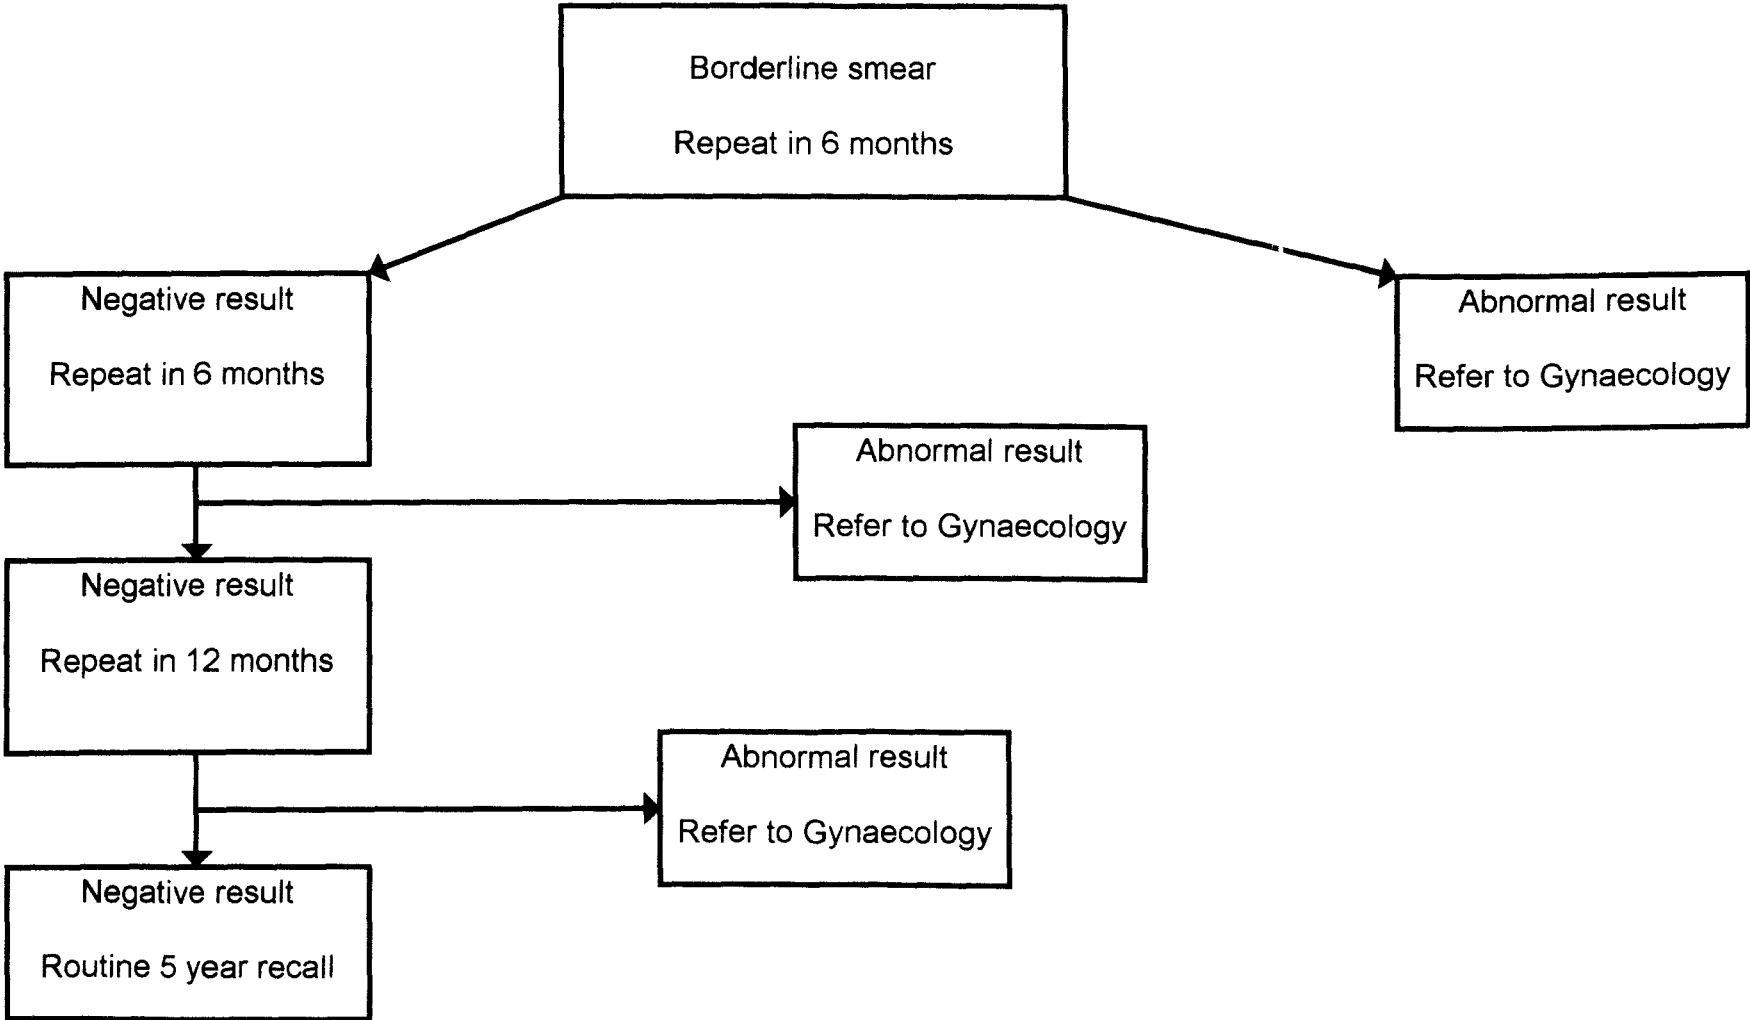 Borderline smear
Repeat in 6 months
Negative result
Repeat in 6 months
Abnormal result
Refer to Gynaecology
Abnormal result
Refer to Gynaecology
Negative result
Repeat in 12 months
Abnormal result
Refer to Gynaecology
Negative result
Routine 5 year recall